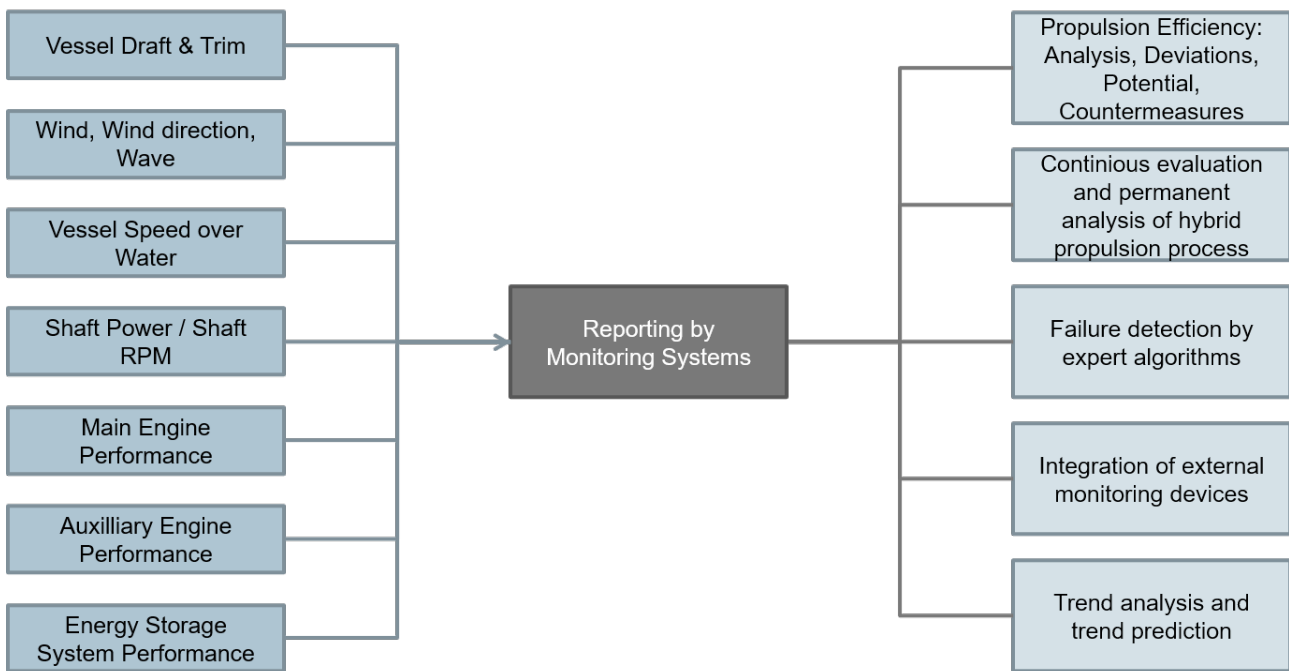 Vessel Draft & Trim
Wind, Wind direction,
Wave
Vessel Speed over
Water
Shaft Power / Shaft
RPM
Main Engine
Performance
Auxilliary Engine
Performance
Energy Storage
System Performance
Reporting by
Monitoring Systems
Propulsion Efficiency:
Analysis, Deviations,
Potential,
Countermeasures
Continious evaluation
and permanent
analysis of hybrid
propulsion process
Failure detection by
expert algorithms
Integration of external
monitoring devices
Trend analysis and
trend prediction